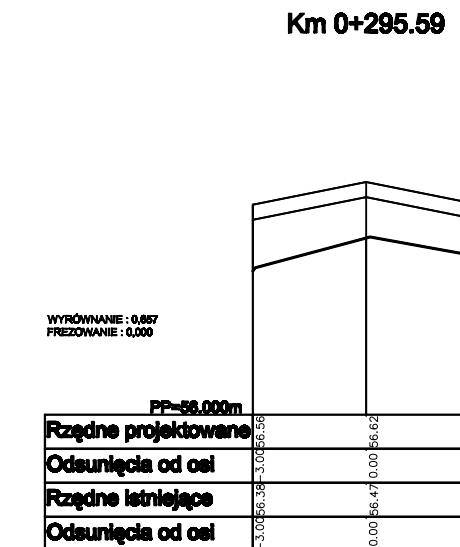 Km 0+295.59
WYRÓWNANIE : 0,657
FREZOWANIE : 0,000
PP=56.000m
Rzędne projektowane 56.56 56.62
Odsunięcia od osi -3.00 0.00
Rzędne istniejące 56.38 56.47
Odsunięcia od osi -3.00 0.00